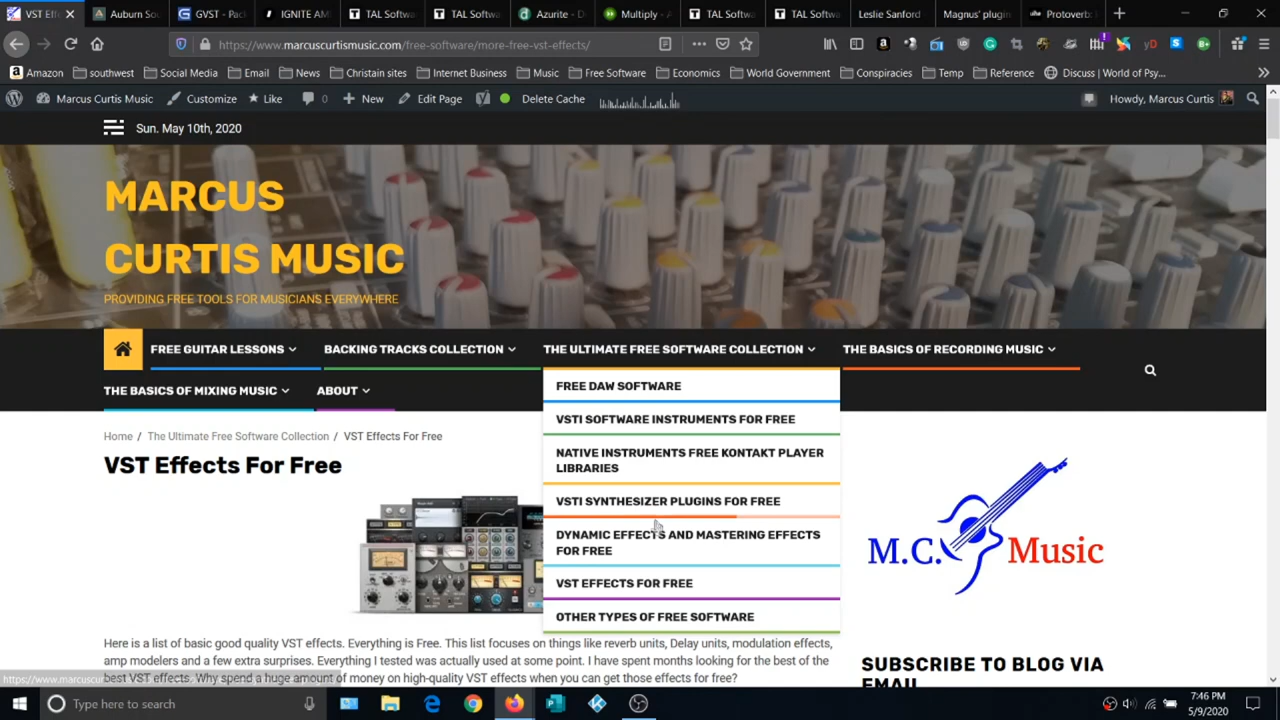 VST Eff
Auburn Sou
GVST - Pack
IGNITE AM
TAL Softwa
TAL Softwa
Azurite - D
Multiply - A
TAL Softwa
TAL Softwa
Leslie Sanford
Magnus' plugin
Protoverb:
https://www.marcuscurtismusic.com/free-software/more-free-vst-effects/
Amazon southwest Social Media Email News Christain sites Internet Business Music Free Software Economics World Government Conspiracies Temp Reference Discuss | World of Psy...
Marcus Curtis Music Customize Like 0 New Edit Page Delete Cache Howdy, Marcus Curtis
Sun. May 10th, 2020
MARCUS
CURTIS MUSIC
PROVIDING FREE TOOLS FOR MUSICIANS EVERYWHERE
FREE GUITAR LESSONS BACKING TRACKS COLLECTION THE ULTIMATE FREE SOFTWARE COLLECTION THE BASICS OF RECORDING MUSIC
THE BASICS OF MIXING MUSIC ABOUT
FREE DAW SOFTWARE
VSTI SOFTWARE INSTRUMENTS FOR FREE
NATIVE INSTRUMENTS FREE KONTAKT PLAYER
LIBRARIES
VSTI SYNTHESIZER PLUGINS FOR FREE
DYNAMIC EFFECTS AND MASTERING EFFECTS
FOR FREE
VST EFFECTS FOR FREE
OTHER TYPES OF FREE SOFTWARE
Home / The Ultimate Free Software Collection / VST Effects For Free
VST Effects For Free
M.C. Music
Here is a list of basic good quality VST effects. Everything is Free. This list focuses on things like reverb units, Delay units, modulation effects,
amp modelers and a few extra surprises. Everything I tested was actually used at some point. I have spent months looking for the best of the
best VST effects. Why spend a huge amount of money on high-quality VST effects when you can get those effects for free?
SUBSCRIBE TO BLOG VIA
EMAIL
https://www.marcuscur
Type here to search
7:46 PM
5/9/2020